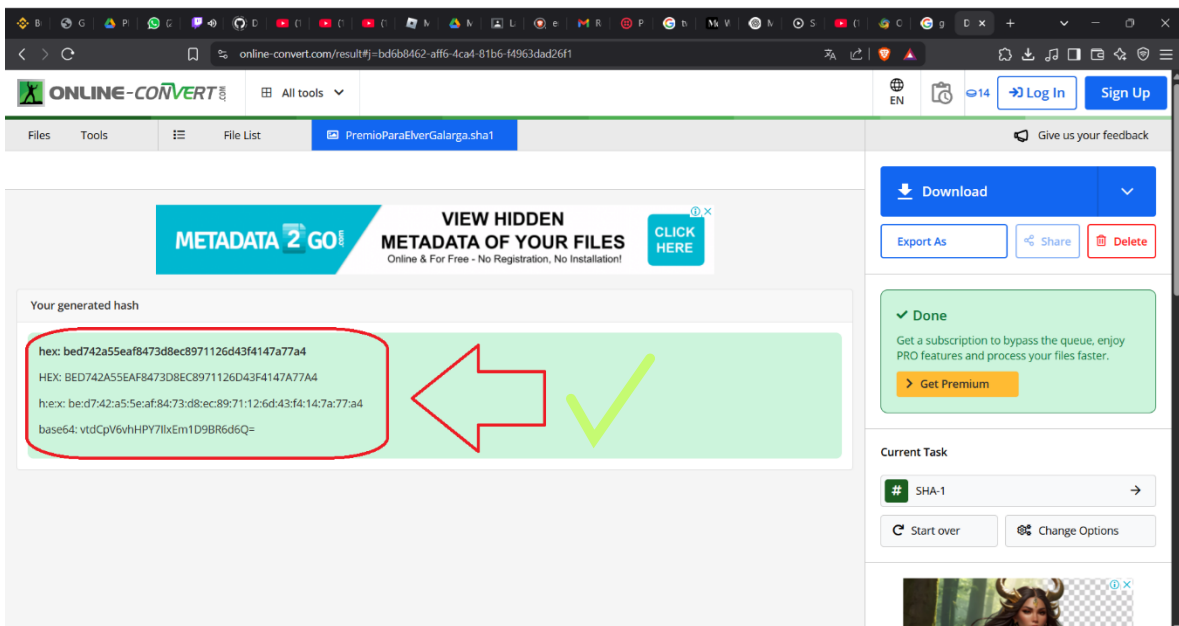 online-convert.com/result#j=bd6b8462-aff6-4ca4-81b6-f4963dad26f1
ONLINE-CONVERT.COM
All tools
EN
14
Log In
Sign Up
Files
Tools
File List
PremioParaElverGalarga.sha1
Give us your feedback
Download
METADATA 2 GO.com
VIEW HIDDEN
METADATA OF YOUR FILES
Online & For Free - No Registration, No Installation!
CLICK
HERE
Export As
Share
Delete
Your generated hash
hex: bed742a55eaf8473d8ec8971126d43f4147a77a4
HEX: BED742A55EAF8473D8EC8971126D43F4147A77A4
h:e:x: be:d7:42:a5:5e:af:84:73:d8:ec:89:71:12:6d:43:f4:14:7a:77:a4
base64: vtdCpV6vhHPY7IlxEm1D9BR6d6Q=
Done
Get a subscription to bypass the queue, enjoy
PRO features and process your files faster.
Get Premium
Current Task
# SHA-1
Start over
Change Options